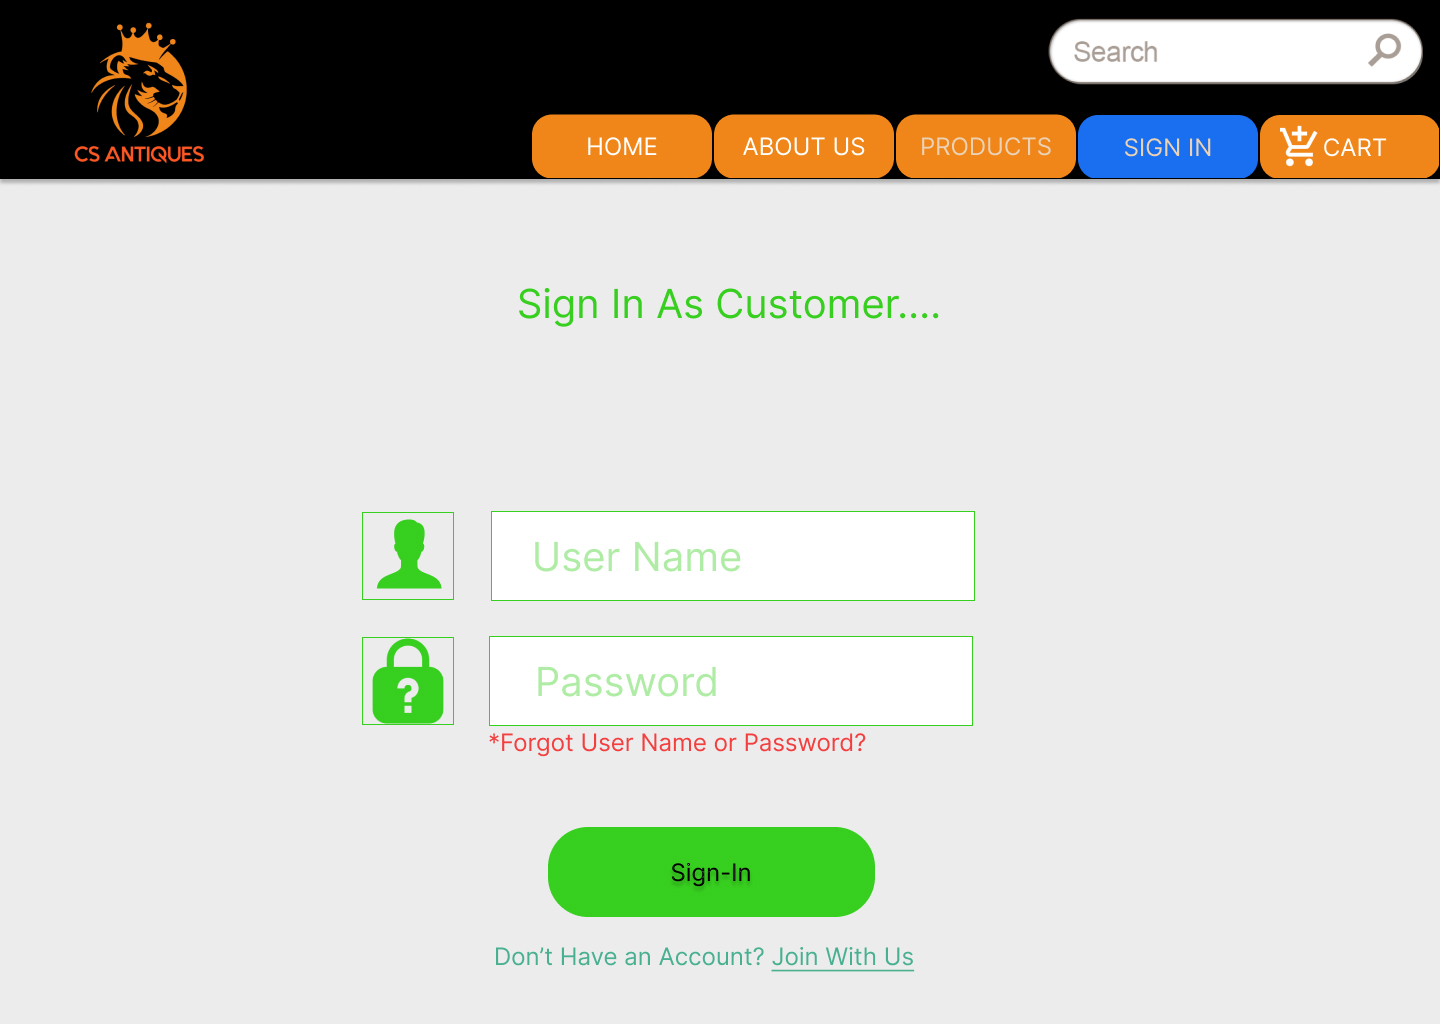 Search
CS ANTIQUES
HOME
ABOUT US
PRODUCTS
SIGN IN
CART
Sign In As Customer....
User Name
?
Password
*Forgot User Name or Password?
Sign-In
Don’t Have an Account? Join With Us